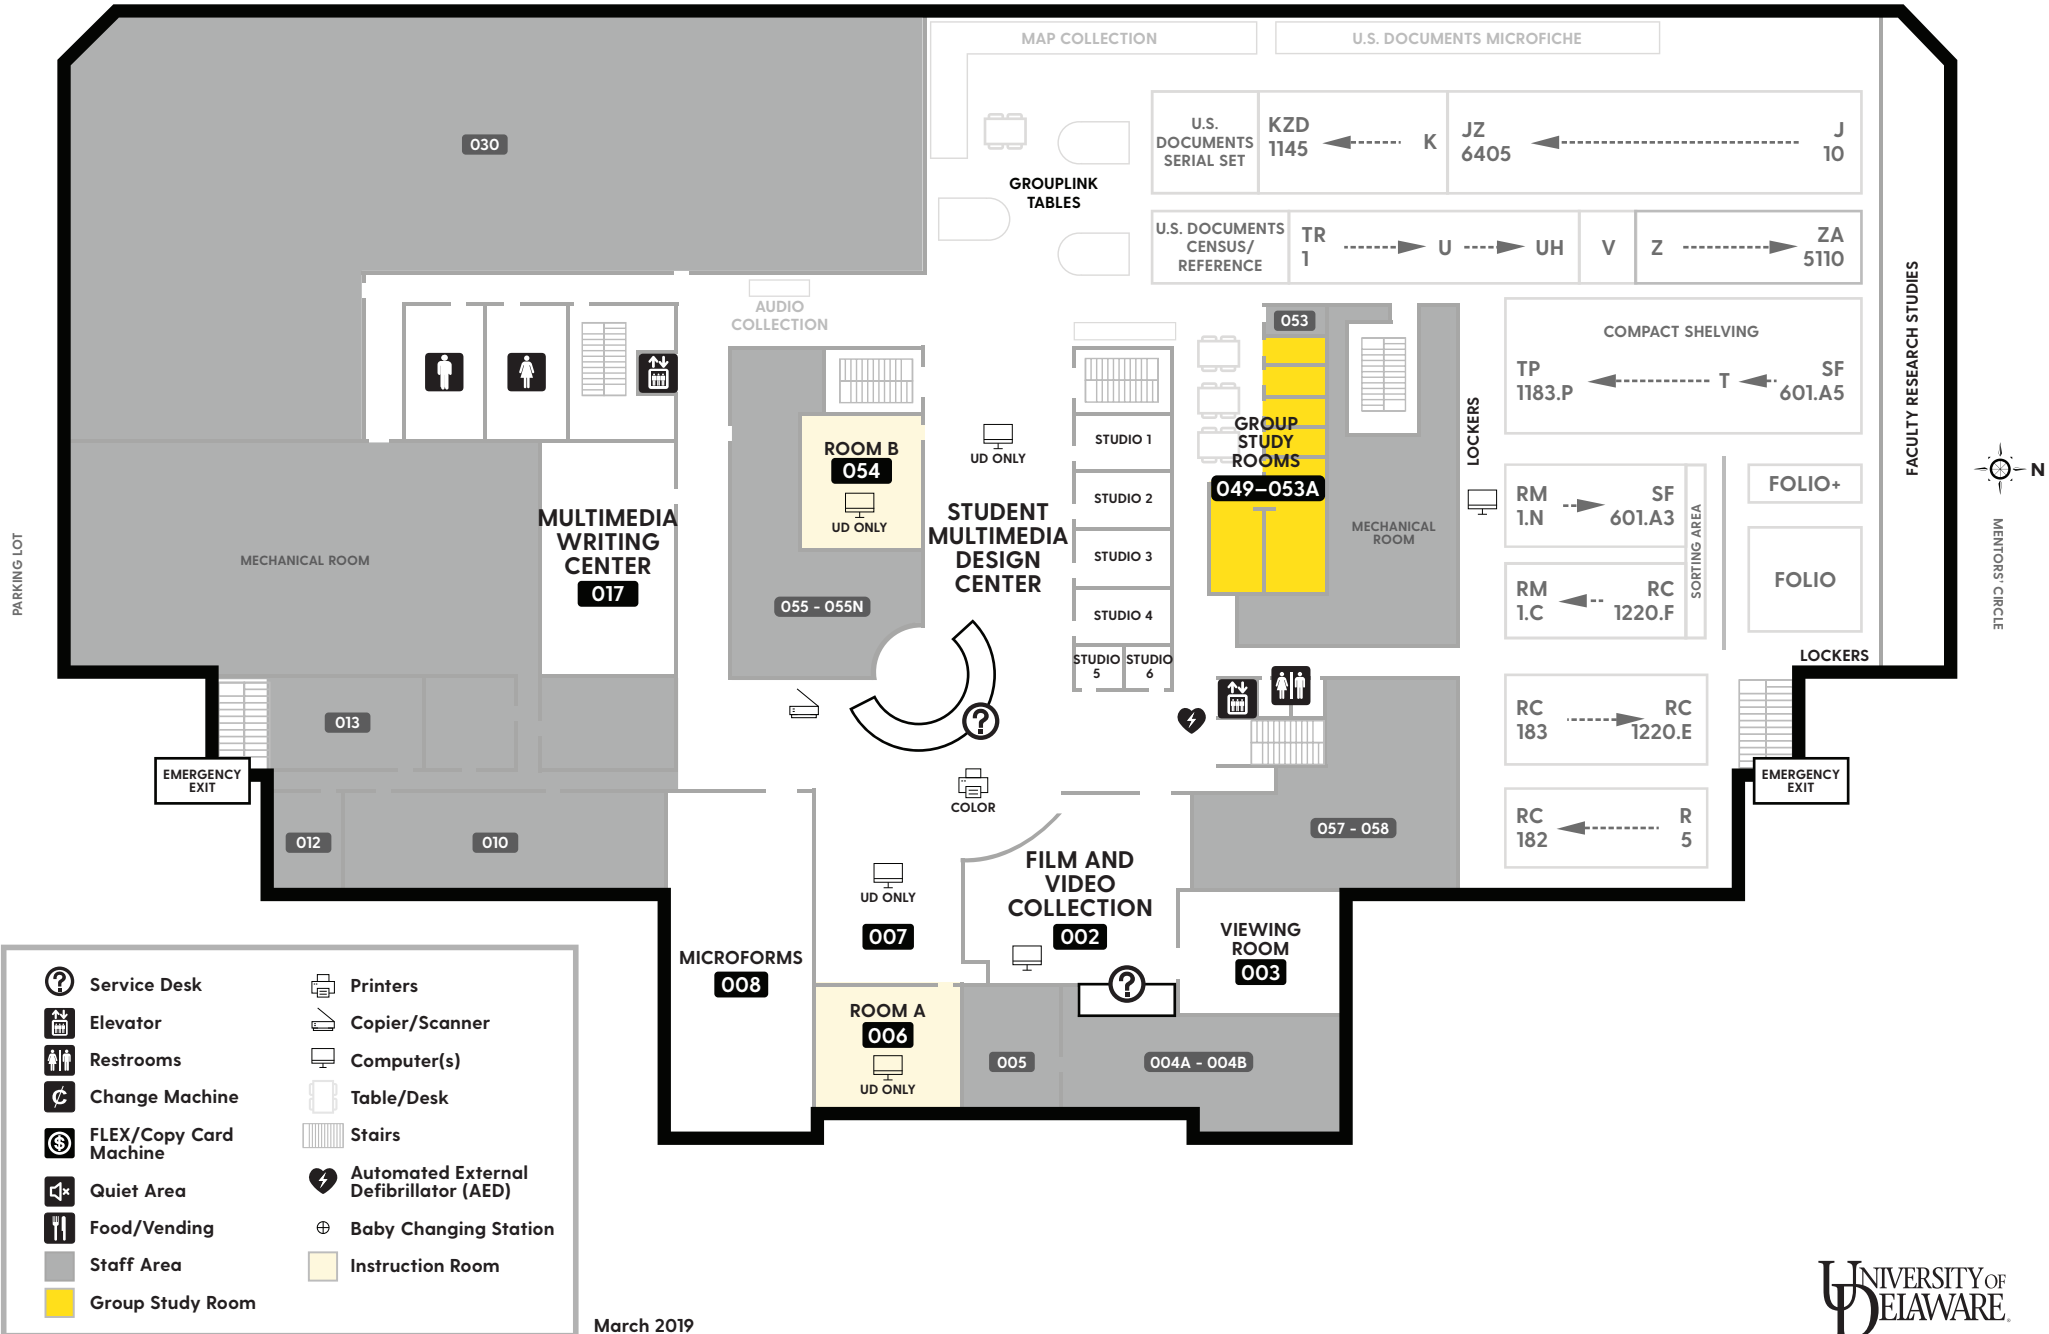 MAP COLLECTION
U.S. DOCUMENTS MICROFICHE
030
GROUPLINK
TABLES
U.S.
DOCUMENTS
SERIAL SET
KZD
1145
K
JZ
6405
J
10
U.S. DOCUMENTS
CENSUS/
REFERENCE
TR
1
U
UH
V
Z
ZA
5110
AUDIO
COLLECTION
053
COMPACT SHELVING
TP
1183.P
T
SF
601.A5
FACULTY RESEARCH STUDIES
LOCKERS
GROUP
STUDY
ROOMS
049–053A
ROOM B
054
UD ONLY
UD ONLY
STUDIO 1
STUDIO 2
STUDIO 3
STUDIO 4
STUDIO
5
STUDIO
6
STUDENT
MULTIMEDIA
DESIGN
CENTER
MULTIMEDIA
WRITING
CENTER
017
MECHANICAL ROOM
MECHANICAL
ROOM
PARKING LOT
055 - 055N
RM
1.N
SF
601.A3
SORTING AREA
FOLIO+
FOLIO
RM
1.C
RC
1220.F
N
MENTORS' CIRCLE
LOCKERS
RC
183
RC
1220.E
RC
182
R
5
013
EMERGENCY
EXIT
EMERGENCY
EXIT
012
010
COLOR
057 - 058
FILM AND
VIDEO
COLLECTION
002
UD ONLY
007
VIEWING
ROOM
003
MICROFORMS
008
ROOM A
006
UD ONLY
005
004A - 004B
Service Desk
Elevator
Restrooms
Change Machine
FLEX/Copy Card
Machine
Quiet Area
Food/Vending
Staff Area
Group Study Room
Printers
Copier/Scanner
Computer(s)
Table/Desk
Stairs
Automated External
Defibrillator (AED)
Baby Changing Station
Instruction Room
March 2019
UNIVERSITY OF
DELAWARE.